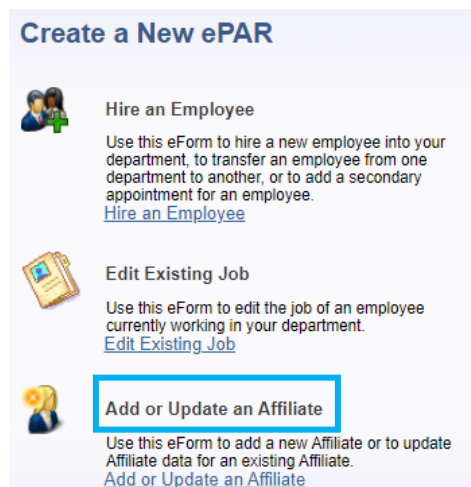 Create a New ePAR
Hire an Employee
Use this eForm to hire a new employee into your
department, to transfer an employee from one
department to another, or to add a secondary
appointment for an employee.
Hire an Employee
Edit Existing Job
Use this eForm to edit the job of an employee
currently working in your department.
Edit Existing Job
Add or Update an Affiliate
Use this eForm to add a new Affiliate or to update
Affiliate data for an existing Affiliate.
Add or Update an Affiliate